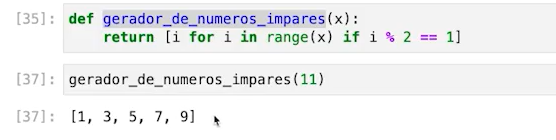 [35]: def gerador_de_numeros_impares(x):
return [i for i in range(x) if i % 2 == 1]
[37]: gerador_de_numeros_impares(11)
[37]: [1, 3, 5, 7, 9]